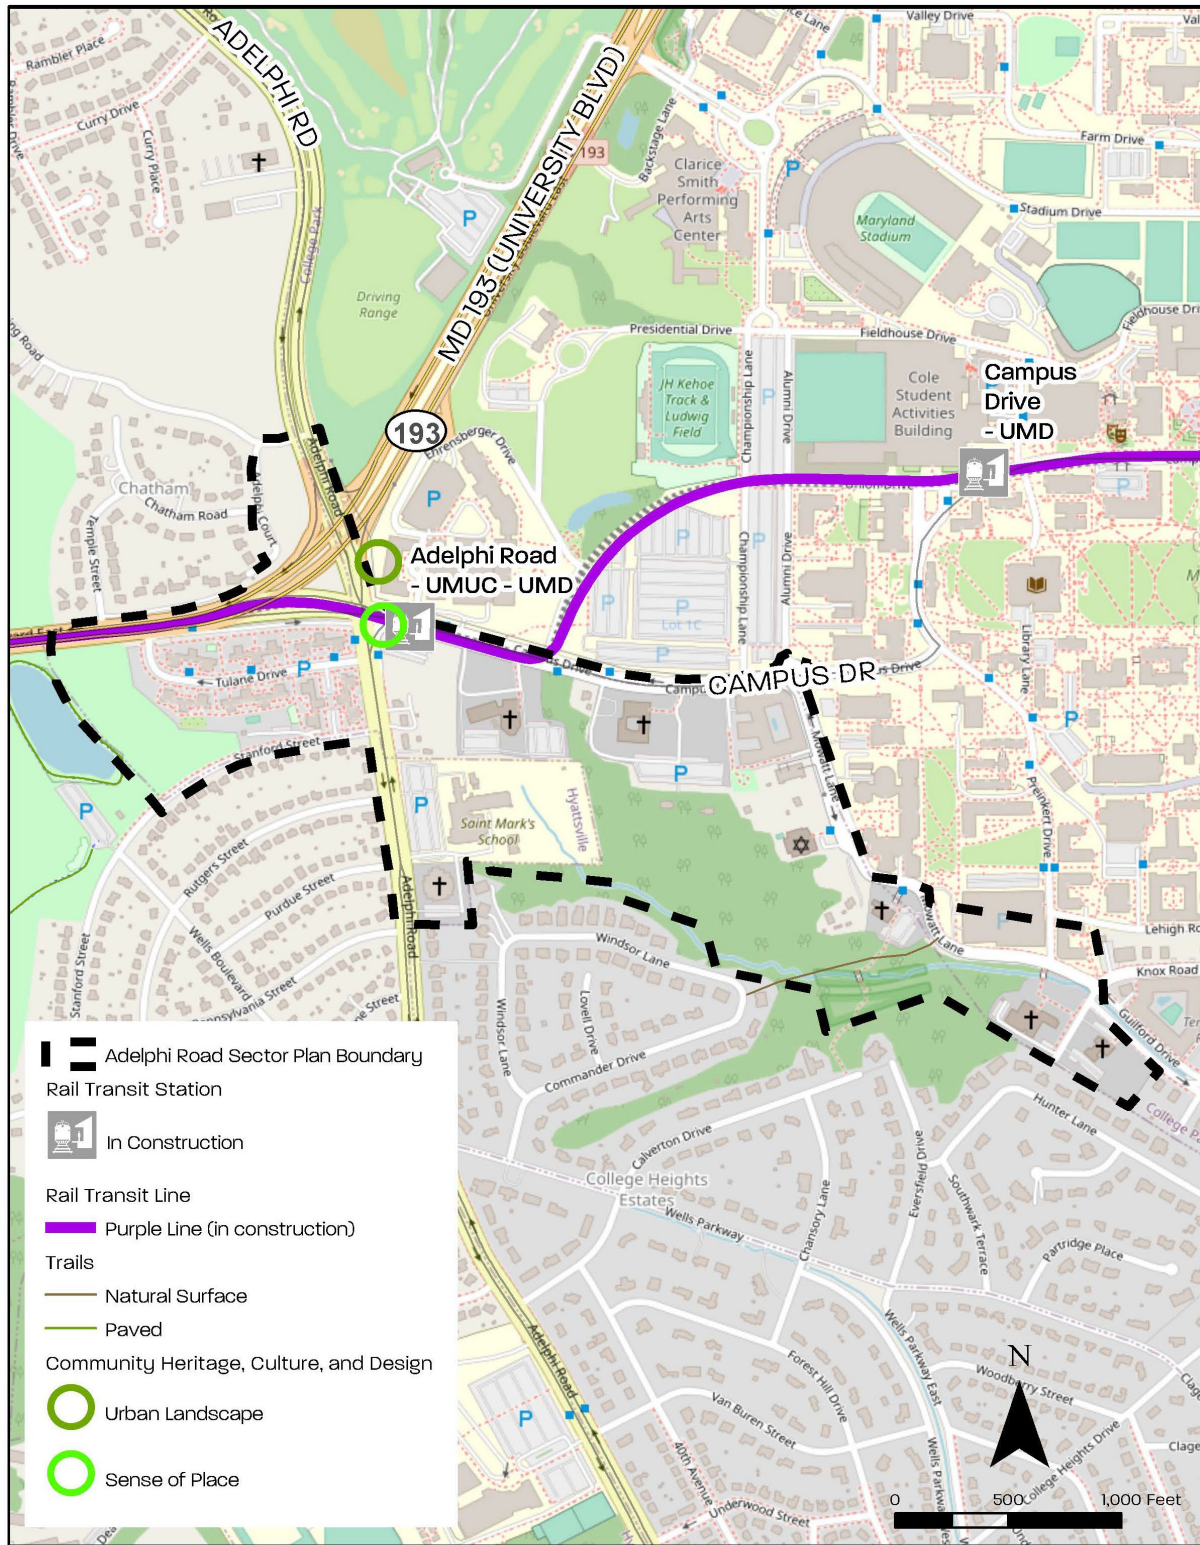 Rambler Place
Curry Drive
Curry Place
ADELPHI RD
College Park
MD 193 (UNIVERSITY BLVD)
193
Backstage Lane
Valley Drive
Farm Drive
Stadium Drive
Clarice
Smith
Performing
Arts
Center
Maryland
Stadium
P
P
Driving
Range
Presidential Drive
Fieldhouse Drive
JH Kehoe
Track &
Ludwig
Field
Championship Lane
Alumni Drive
P
Cole
Student
Activities
Building
Campus
Drive
- UMD
193
Ehrensberger Drive
Adelphi Road
Chatham
Chatham Road
Adelphi Court
Temple Street
P
P
Adelphi Road
- UMUC - UMD
P
P
P
Lot 1C
P
Championship Lane
Alumni Drive
Library Lane
Tulane Drive
P
CAMPUS DR
P
Stanford Street
Mowatt Lane
Preinkert Drive
P
P
P
Hyattsville
Saint Mark's
School
Rutgers Street
Purdue Street
Adelphi Road
Wells Boulevard
Stanford Street
Windsor Lane
Mowatt Lane
P
Knox Road
Guilford Drive
Windsor Lane
Lovell Drive
Commander Drive
Hunter Lane
Calverton Drive
College Heights
Estates
Eversfield Drive
Southwark Terrace
Chansory Lane
Wells Parkway
Partridge Place
Adelphi Road
Forest Hill Drive
Wells Parkway East
Woodberry Street
Van Buren Street
College Heights Drive
40th Avenue
Underwood Street
P
Adelphi Road Sector Plan Boundary
Rail Transit Station
In Construction
Rail Transit Line
Purple Line (in construction)
Trails
Natural Surface
Paved
Community Heritage, Culture, and Design
Urban Landscape
Sense of Place
N
0 500 1,000 Feet